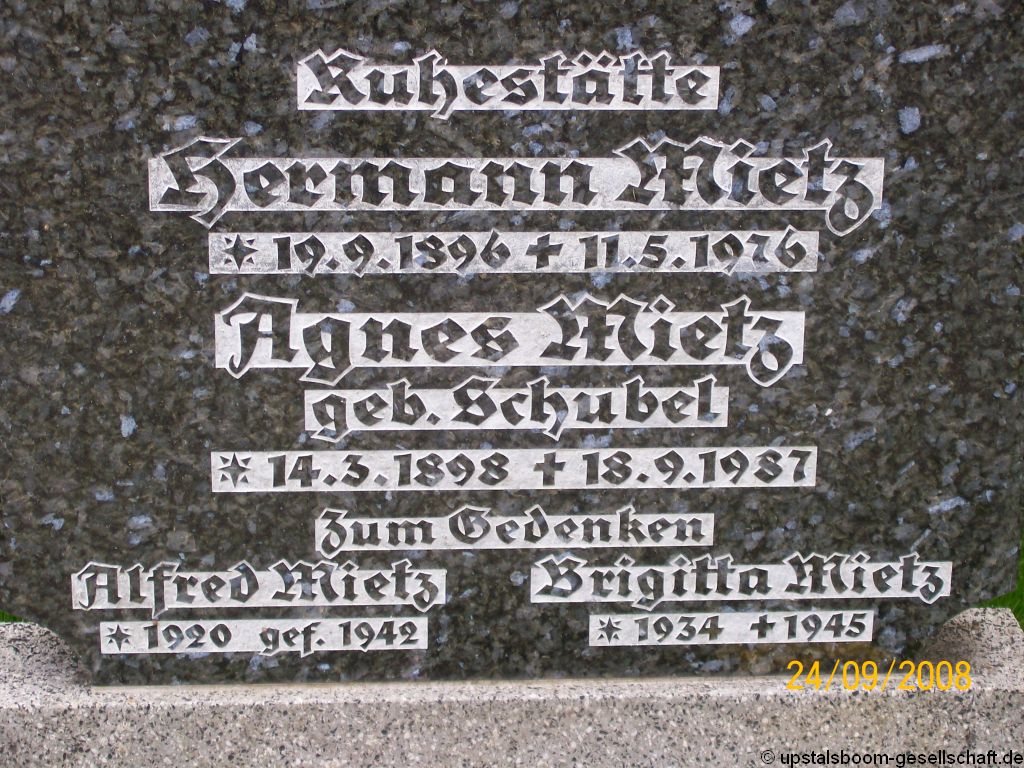 Ruhestätte
Hermann Mietz
* 19.9.1896 ✝ 11.5.1976
Agnes Mietz
geb. Schubel
* 14.3.1898 ✝ 18.9.1987
Zum Gedenken
Alfred Mietz
* 1920 gef. 1942
Brigitta Mietz
* 1934 ✝ 1945
24/09/2008
© upstalsboom-gesellschaft.de